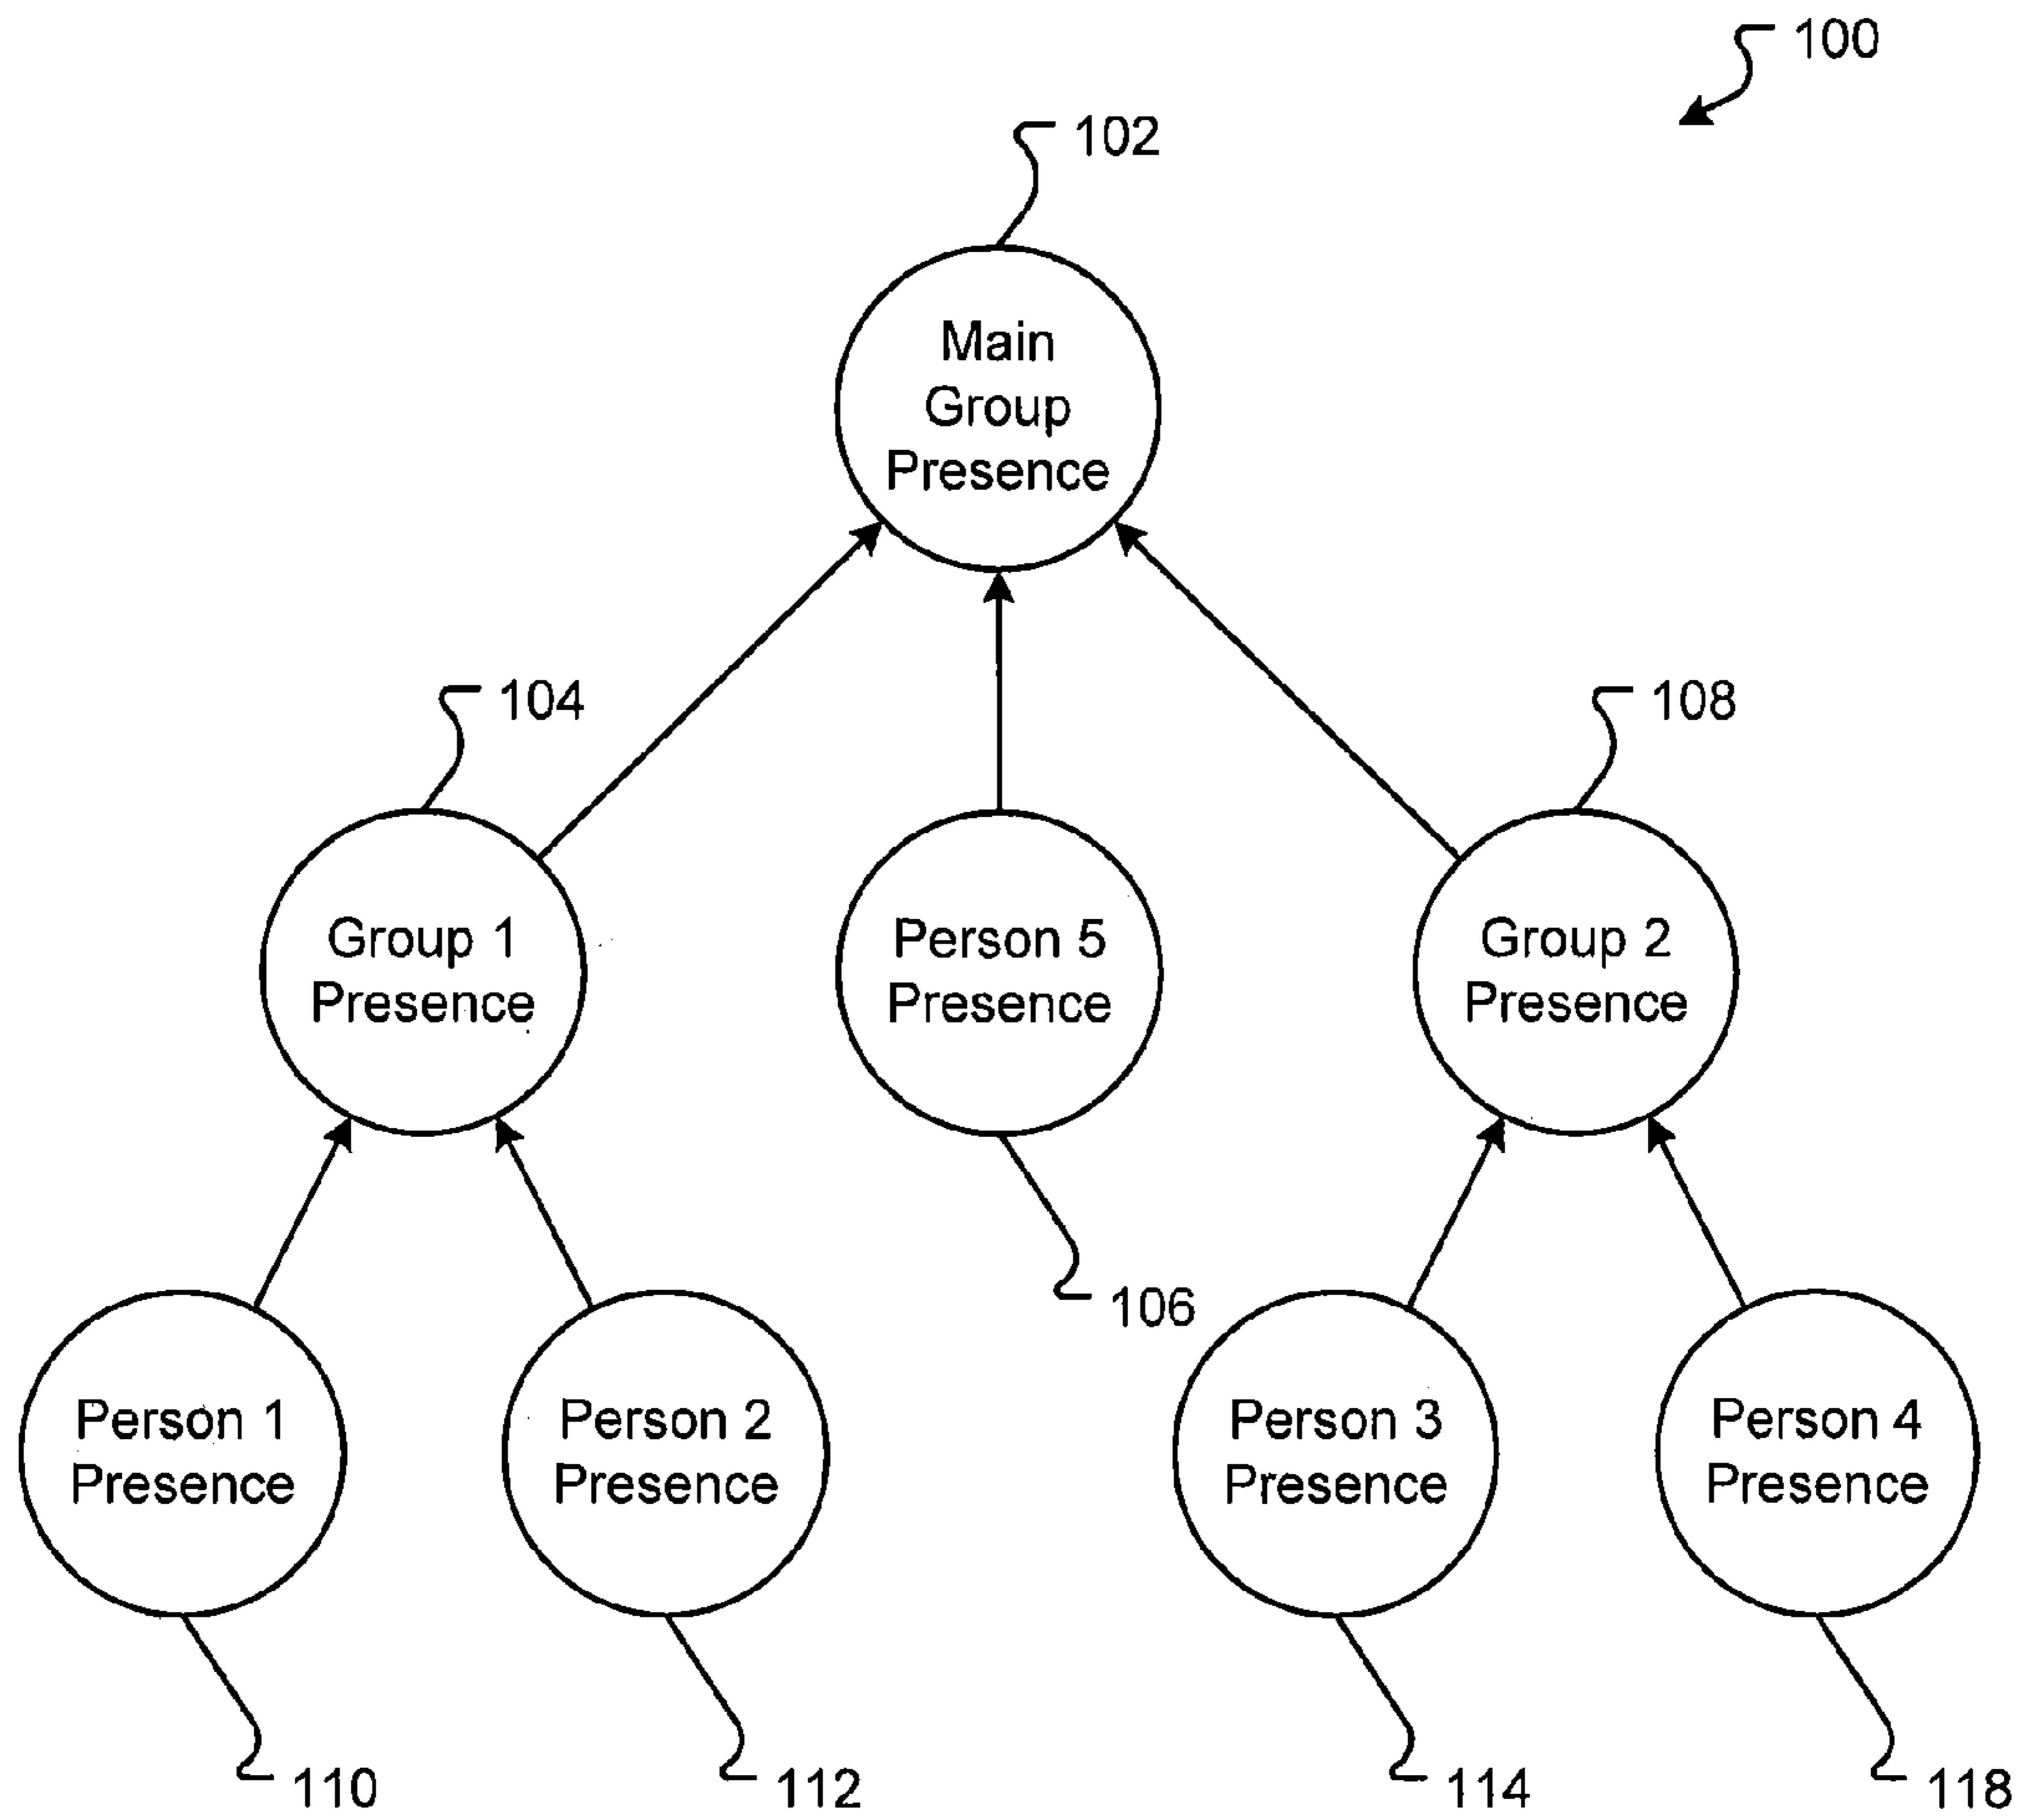 100
102
Main
Group
Presence
104
108
Group 1
Presence
Person 5
Presence
Group 2
Presence
106
Person 1
Presence
Person 2
Presence
Person 3
Presence
Person 4
Presence
110
112
114
118